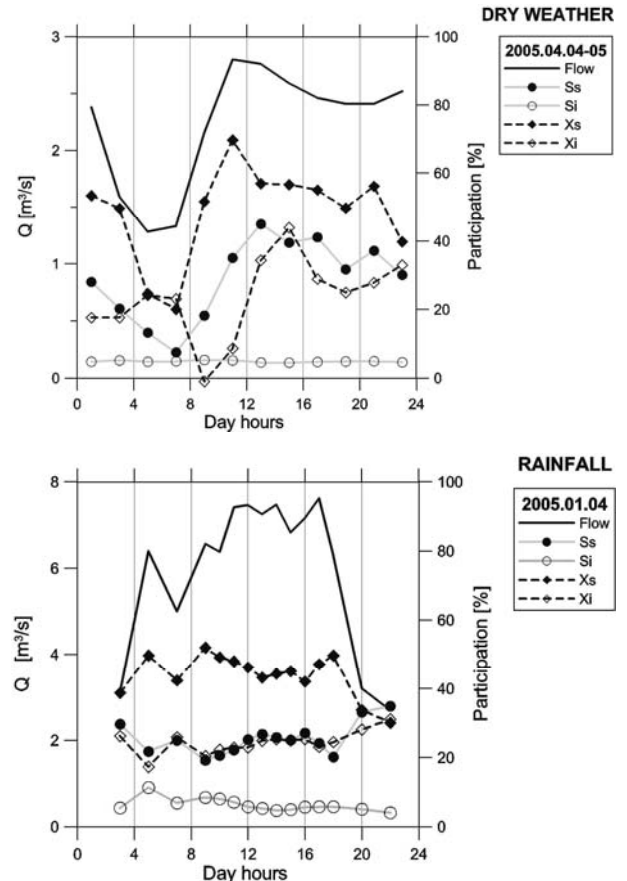 DRY WEATHER
2005.04.04-05
Flow
Ss
Si
Xs
Xi
3
2
1
0
Q [m³/s]
100
80
60
40
20
0
Participation [%]
0 4 8 12 16 20 24
Day hours
RAINFALL
2005.01.04
Flow
Ss
Si
Xs
Xi
8
6
4
2
0
Q [m³/s]
100
80
60
40
20
0
Participation [%]
0 4 8 12 16 20 24
Day hours